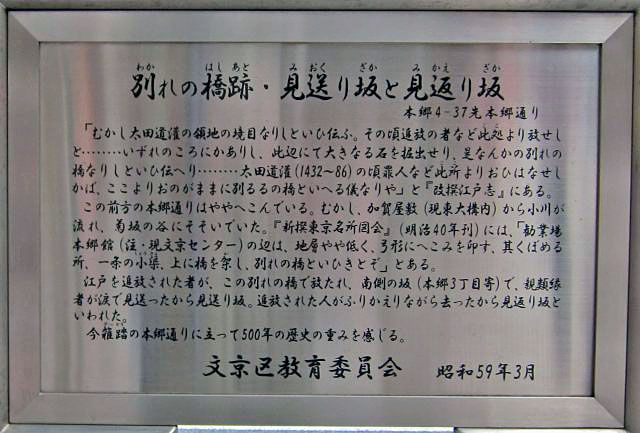 別れの橋跡・見送り坂と見返り坂
本郷4-37先本郷通り
「むかし太田道灌の領地の境目なりしといひ伝ふ。その頃追放の者など此処より放せし
と………いずれのころにかありし、此辺にて大きなる石を掘出せり、是なんかの別れの
橋なりしといひ伝へり………太田道灌(1432～86)の頃罪人など此所よりおひはなせし
かば、ここよりおのがままに別るるの橋といへる儀なりや」と『改撰江戸志』にある。
この前方の本郷通りはややへこんでいる。むかし、加賀屋敷(現東大構内)から小川が
流れ、菊坂の谷にそそいでいた。『新撰東京名所図会』(明治40年刊)には、「勧業場
本郷館(注・現文京センター)の辺は、地層やや低く、弓形にへこみを印す、其くぼめる
所、一条の小渠、上に橋を架し、別れの橋といひきとぞ」とある。
江戸を追放された者が、この別れの橋で放たれ、南側の坂(本郷3丁目寄)で、親類縁
者が涙で見送ったから見送り坂。追放された人がふりかえりながら去ったから見返り坂と
いわれた。
今雑踏の本郷通りに立って500年の歴史の重みを感じる。
文京区教育委員会 昭和59年3月